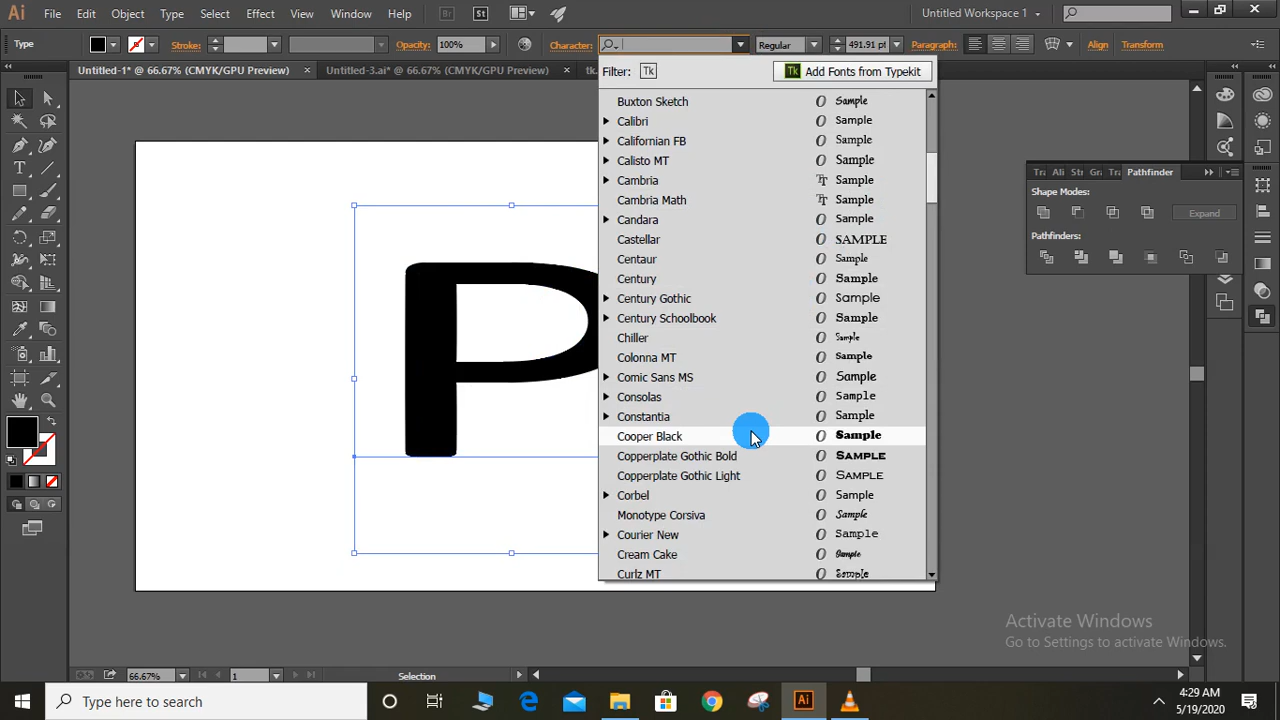 Ai File Edit Object Type Select Effect View Window Help Br St Untitled Workspace 1
Type Stroke: Opacity: 100% Character: Regular 491.91 pt Paragraph: Align Transform
Untitled-1* @ 66.67% (CMYK/GPU Preview) × Untitled-3.ai* @ 66.67% (CMYK/GPU Preview) × tk.
Filter: Tk Tk Add Fonts from Typekit
Buxton Sketch O Sample
Calibri O Sample
Californian FB O Sample
Calisto MT O Sample
Cambria Tr Sample
Cambria Math Tr Sample
Candara O Sample
Castellar O SAMPLE
Centaur O Sample
Century O Sample
Century Gothic O Sample
Century Schoolbook O Sample
Chiller O Sample
Colonna MT O Sample
Comic Sans MS O Sample
Consolas O Sample
Constantia O Sample
Cooper Black O Sample
Copperplate Gothic Bold O SAMPLE
Copperplate Gothic Light O SAMPLE
Corbel O Sample
Monotype Corsiva O Sample
Courier New O Sample
Cream Cake O Sample
Curlz MT O Sample
P
Tra Ali Str Gra Tra Pathfinder
Shape Modes:
Expand
Pathfinders:
Activate Windows
Go to Settings to activate Windows.
66.67% 1 Selection
Type here to search Ai 4:29 AM
5/19/2020